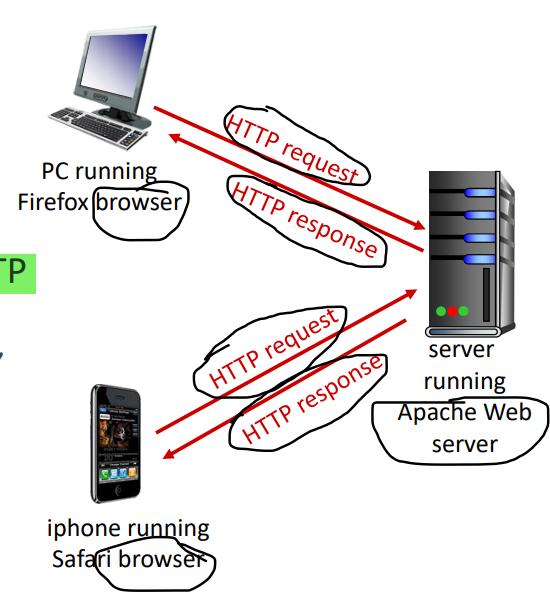 HTTP request
PC running
Firefox browser
HTTP response
TP
HTTP request
server
running
HTTP response
Apache Web
server
iphone running
Safari browser